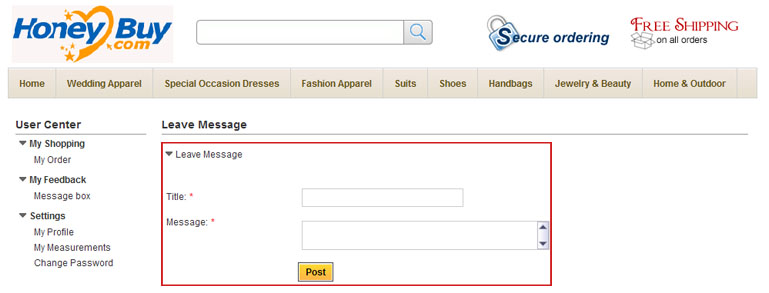 Honey Buy
.com
Secure ordering
FREE SHIPPING
on all orders
Home Wedding Apparel Special Occasion Dresses Fashion Apparel Suits Shoes Handbags Jewelry & Beauty Home & Outdoor
User Center
My Shopping
My Order
My Feedback
Message box
Settings
My Profile
My Measurements
Change Password
Leave Message
Leave Message
Title: *
Message: *
Post